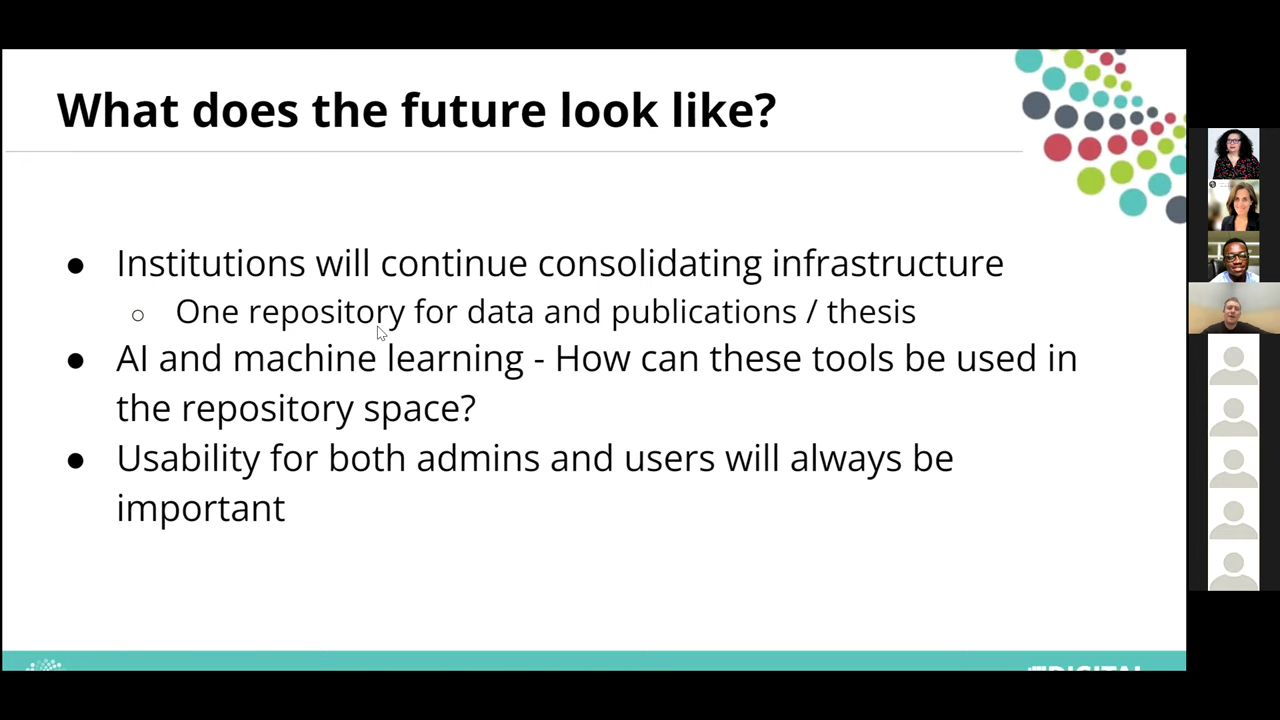 What does the future look like?
● Institutions will continue consolidating infrastructure
○ One repository for data and publications / thesis
● AI and machine learning - How can these tools be used in
the repository space?
● Usability for both admins and users will always be
important
DIGITAL